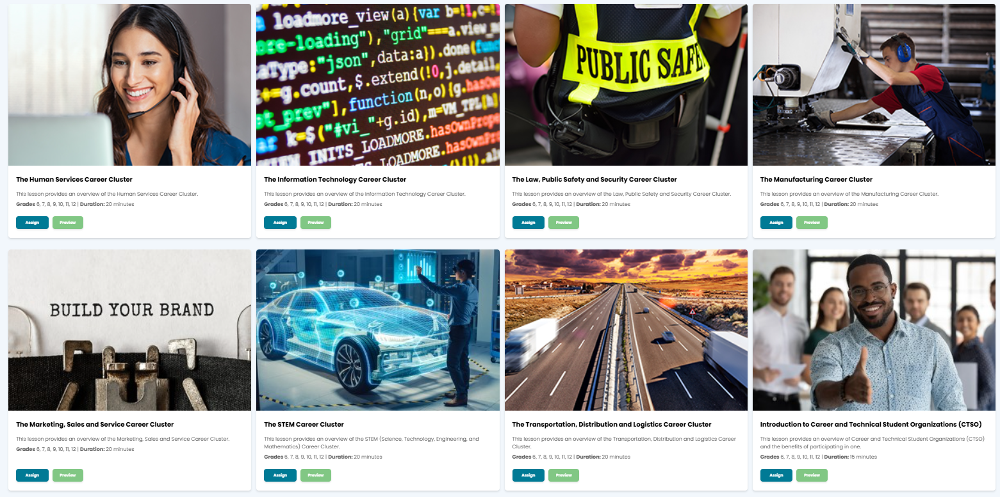 loadmore_view(a){var b=!1,c=!
ore-loading"),"grid"===a.view_m
aType:"json",data:a}).done(func
+=g.count,$.extend(!0,j.detail,
et_prev"],function(n,o){g.hasOwn
ar k=$("#vi_"+g.id),m=VM_TPL[h]
VIEW_INITS_LOADMORE.hasOwnPrope
LOADMORE.hasOwnPro
PUBLIC SAFE
The Human Services Career Cluster
This lesson provides an overview of the Human Services Career Cluster.
Grades 6, 7, 8, 9, 10, 11, 12 | Duration: 20 minutes
Assign Preview
The Information Technology Career Cluster
This lesson provides an overview of the Information Technology Career Cluster.
Grades 6, 7, 8, 9, 10, 11, 12 | Duration: 20 minutes
Assign Preview
The Law, Public Safety and Security Career Cluster
This lesson provides an overview of the Law, Public Safety and Security Career Cluster.
Grades 6, 7, 8, 9, 10, 11, 12 | Duration: 20 minutes
Assign Preview
The Manufacturing Career Cluster
This lesson provides an overview of the Manufacturing Career Cluster.
Grades 6, 7, 8, 9, 10, 11, 12 | Duration: 20 minutes
Assign Preview
BUILD YOUR BRAND
The Marketing, Sales and Service Career Cluster
This lesson provides an overview of the Marketing, Sales and Service Career Cluster.
Grades 6, 7, 8, 9, 10, 11, 12 | Duration: 20 minutes
Assign Preview
The STEM Career Cluster
This lesson provides an overview of the STEM (Science, Technology, Engineering, and
Mathematics) Career Cluster.
Grades 6, 7, 8, 9, 10, 11, 12 | Duration: 20 minutes
Assign Preview
The Transportation, Distribution and Logistics Career Cluster
This lesson provides an overview of the Transportation, Distribution and Logistics Career
Cluster.
Grades 6, 7, 8, 9, 10, 11, 12 | Duration: 20 minutes
Assign Preview
Introduction to Career and Technical Student Organizations (CTSO)
This lesson provides an overview of Career and Technical Student Organizations (CTSO)
and the benefits of participating in one.
Grades 6, 7, 8, 9, 10, 11, 12 | Duration: 15 minutes
Assign Preview